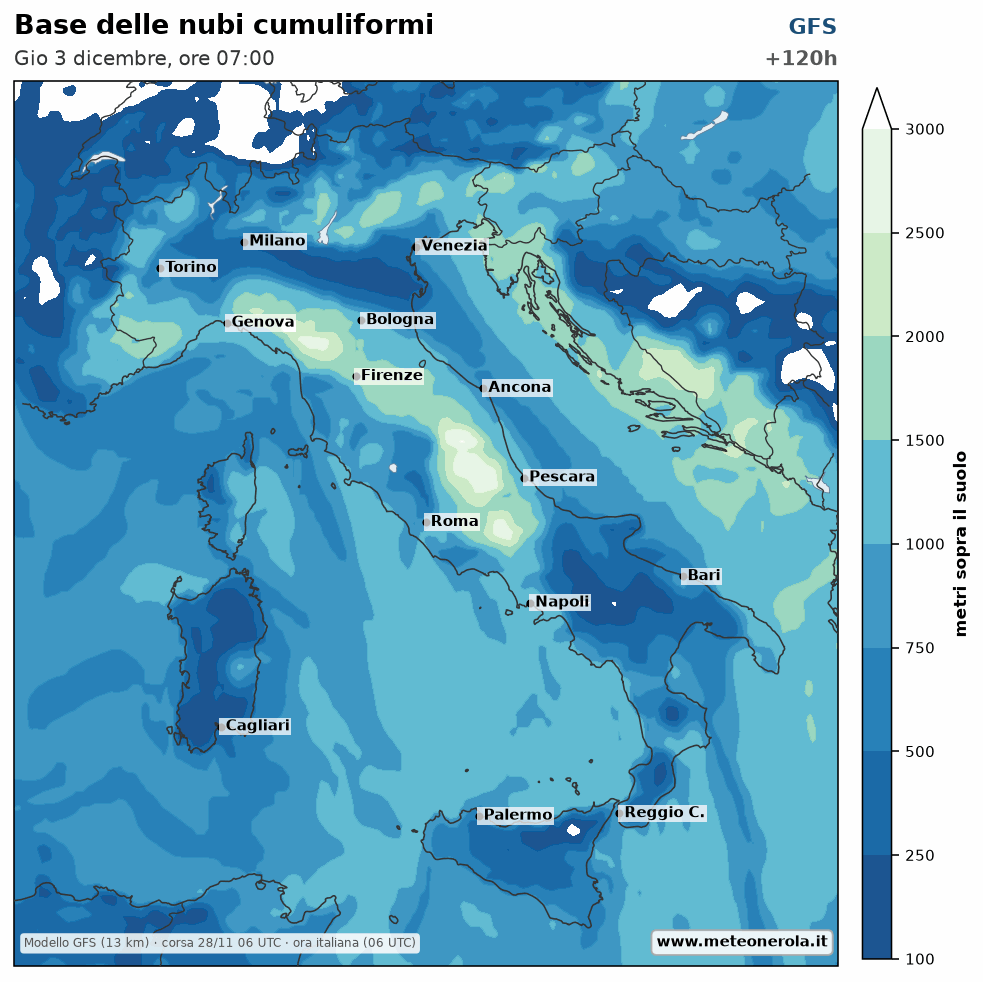 Base delle nubi cumuliformi
GFS
Gio 3 dicembre, ore 07:00
+120h
Milano
Venezia
Torino
Genova
Bologna
Firenze
Ancona
Pescara
Roma
Bari
Napoli
Cagliari
Palermo
Reggio C.
3000
2500
2000
1500
1000
750
500
250
100
metri sopra il suolo
Modello GFS (13 km) · corsa 28/11 06 UTC · ora italiana (06 UTC)
www.meteonerola.it